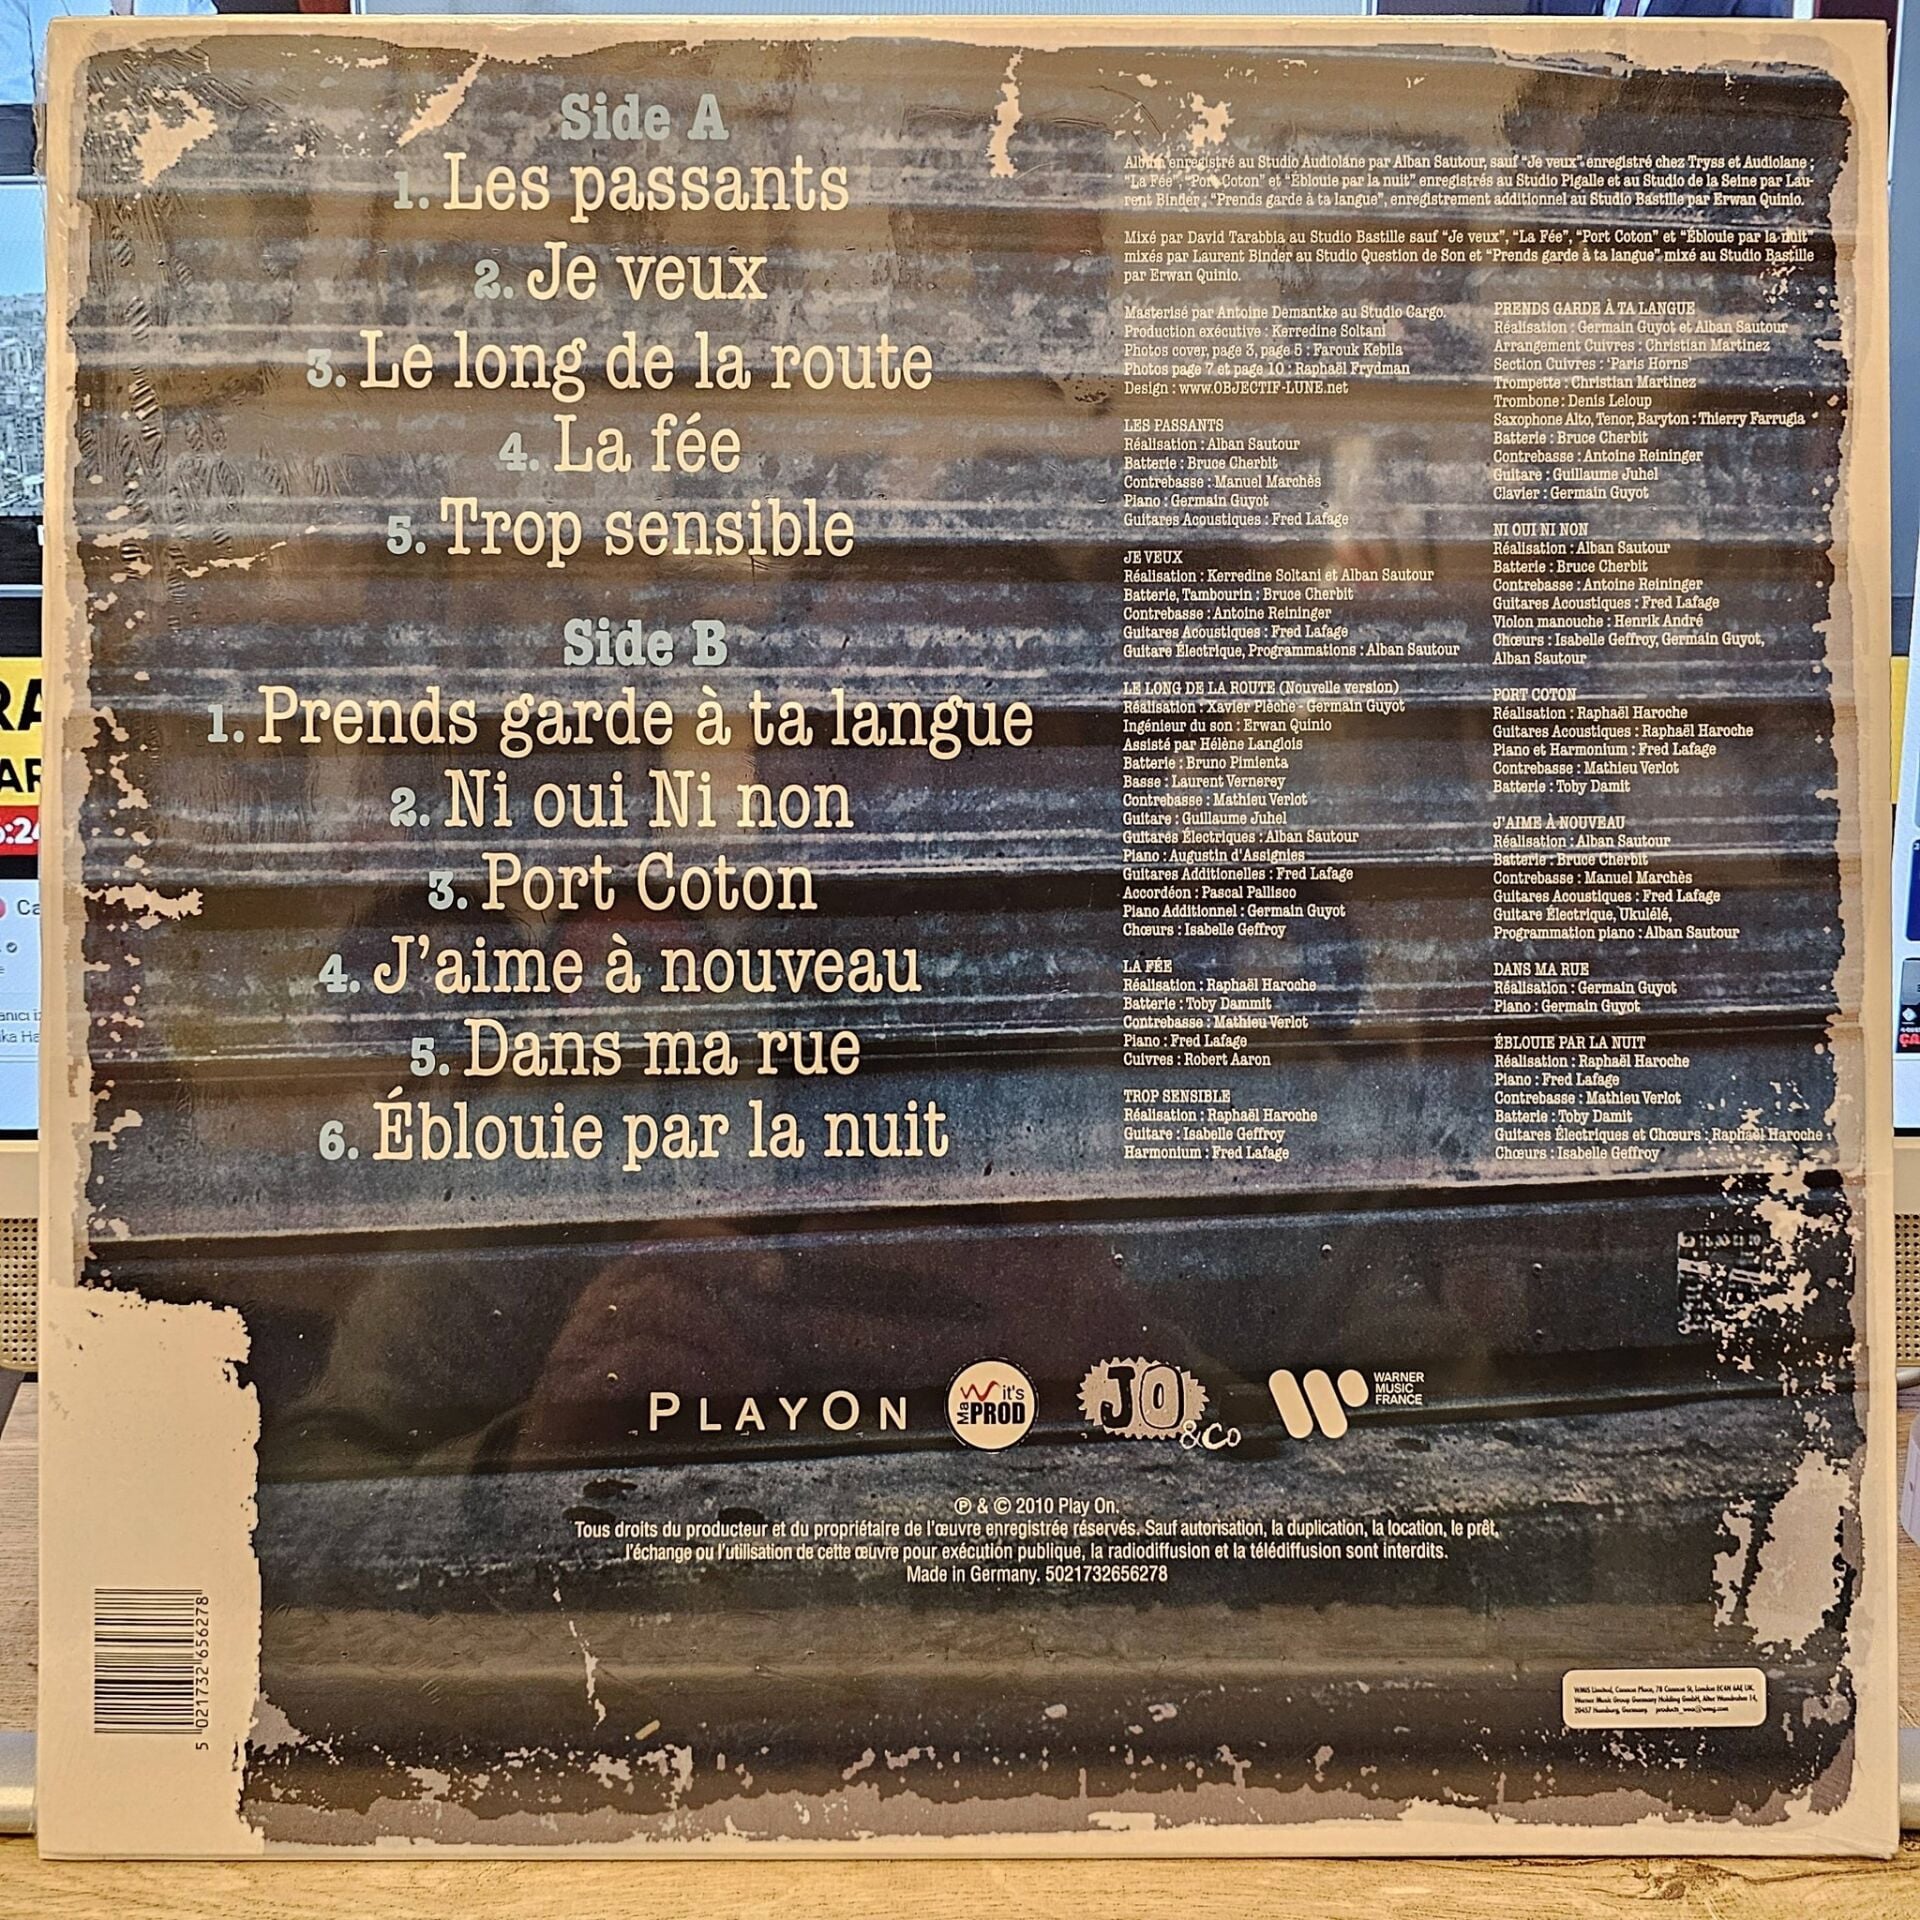 Side A
1. Les passants
2. Je veux
3. Le long de la route
4. La fée
5. Trop sensible
Side B
1. Prends garde à ta langue
2. Ni oui Ni non
3. Port Coton
4. J'aime à nouveau
5. Dans ma rue
6. Éblouie par la nuit
Album enregistré au Studio Audiolane par Alban Sautour, sauf "Je veux" enregistré chez Tryss et Audiolane ;
"La Fée", "Port Coton" et "Éblouie par la nuit" enregistrés au Studio Pigalle et au Studio de la Seine par Lau-
rent Binder ; "Prends garde à ta langue", enregistrement additionnel au Studio Bastille par Erwan Quinio.
Mixé par David Tarabbia au Studio Bastille sauf "Je veux", "La Fée", "Port Coton" et "Éblouie par la nuit"
mixés par Laurent Binder au Studio Question de Son et "Prends garde à ta langue" mixé au Studio Bastille
par Erwan Quinio.
Masterisé par Antoine Demantke au Studio Cargo.
Production exécutive : Kerredine Soltani
Photos cover, page 3, page 5 : Farouk Kebila
Photos page 7 et page 10 : Raphaël Frydman
Design : www.OBJECTIF-LUNE.net
LES PASSANTS
Réalisation : Alban Sautour
Batterie : Bruce Cherbit
Contrebasse : Manuel Marchès
Piano : Germain Guyot
Guitares Acoustiques : Fred Lafage
JE VEUX
Réalisation : Kerredine Soltani et Alban Sautour
Batterie, Tambourin : Bruce Cherbit
Contrebasse : Antoine Reininger
Guitares Acoustiques : Fred Lafage
Guitare Électrique, Programmations : Alban Sautour
LE LONG DE LA ROUTE (Nouvelle version)
Réalisation : Xavier Plèche - Germain Guyot
Ingénieur du son : Erwan Quinio
Assisté par Hélène Langlois
Batterie : Bruno Pimienta
Basse : Laurent Vernerey
Contrebasse : Mathieu Verlot
Guitare : Guillaume Juhel
Guitares Électriques : Alban Sautour
Piano : Augustin d'Assignies
Guitares Additionelles : Fred Lafage
Accordéon : Pascal Pallisco
Piano Additionnel : Germain Guyot
Chœurs : Isabelle Geffroy
LA FÉE
Réalisation : Raphaël Haroche
Batterie : Toby Dammit
Contrebasse : Mathieu Verlot
Piano : Fred Lafage
Cuivres : Robert Aaron
TROP SENSIBLE
Réalisation : Raphaël Haroche
Guitare : Isabelle Geffroy
Harmonium : Fred Lafage
PRENDS GARDE À TA LANGUE
Réalisation : Germain Guyot et Alban Sautour
Arrangement Cuivres : Christian Martinez
Section Cuivres : 'Paris Horns'
Trompette : Christian Martinez
Trombone : Denis Leloup
Saxophone Alto, Tenor, Baryton : Thierry Farrugia
Batterie : Bruce Cherbit
Contrebasse : Antoine Reininger
Guitare : Guillaume Juhel
Clavier : Germain Guyot
NI OUI NI NON
Réalisation : Alban Sautour
Batterie : Bruce Cherbit
Contrebasse : Antoine Reininger
Guitares Acoustiques : Fred Lafage
Violon manouche : Henrik André
Chœurs : Isabelle Geffroy, Germain Guyot,
Alban Sautour
PORT COTON
Réalisation : Raphaël Haroche
Guitares Acoustiques : Raphaël Haroche
Piano et Harmonium : Fred Lafage
Contrebasse : Mathieu Verlot
Batterie : Toby Damit
J'AIME À NOUVEAU
Réalisation : Alban Sautour
Batterie : Bruce Cherbit
Contrebasse : Manuel Marchès
Guitares Acoustiques : Fred Lafage
Guitare Électrique, Ukulélé,
Programmation piano : Alban Sautour
DANS MA RUE
Réalisation : Germain Guyot
Piano : Germain Guyot
ÉBLOUIE PAR LA NUIT
Réalisation : Raphaël Haroche
Piano : Fred Lafage
Contrebasse : Mathieu Verlot
Batterie : Toby Damit
Guitares Électriques et Chœurs : Raphaël Haroche
Chœurs : Isabelle Geffroy
PLAYON
it's
Ma PROD
JO
&Co
WARNER
MUSIC
FRANCE
℗ & © 2010 Play On.
Tous droits du producteur et du propriétaire de l'œuvre enregistrée réservés. Sauf autorisation, la duplication, la location, le prêt,
l'échange ou l'utilisation de cette œuvre pour exécution publique, la radiodiffusion et la télédiffusion sont interdits.
Made in Germany. 5021732656278
5 021732 656278
WMIS Limited, Cannon Place, 78 Cannon St, London EC4N 6AF, UK.
Warner Music Group Germany Holding GmbH, Alter Wandrahm 14,
20457 Hamburg, Germany.